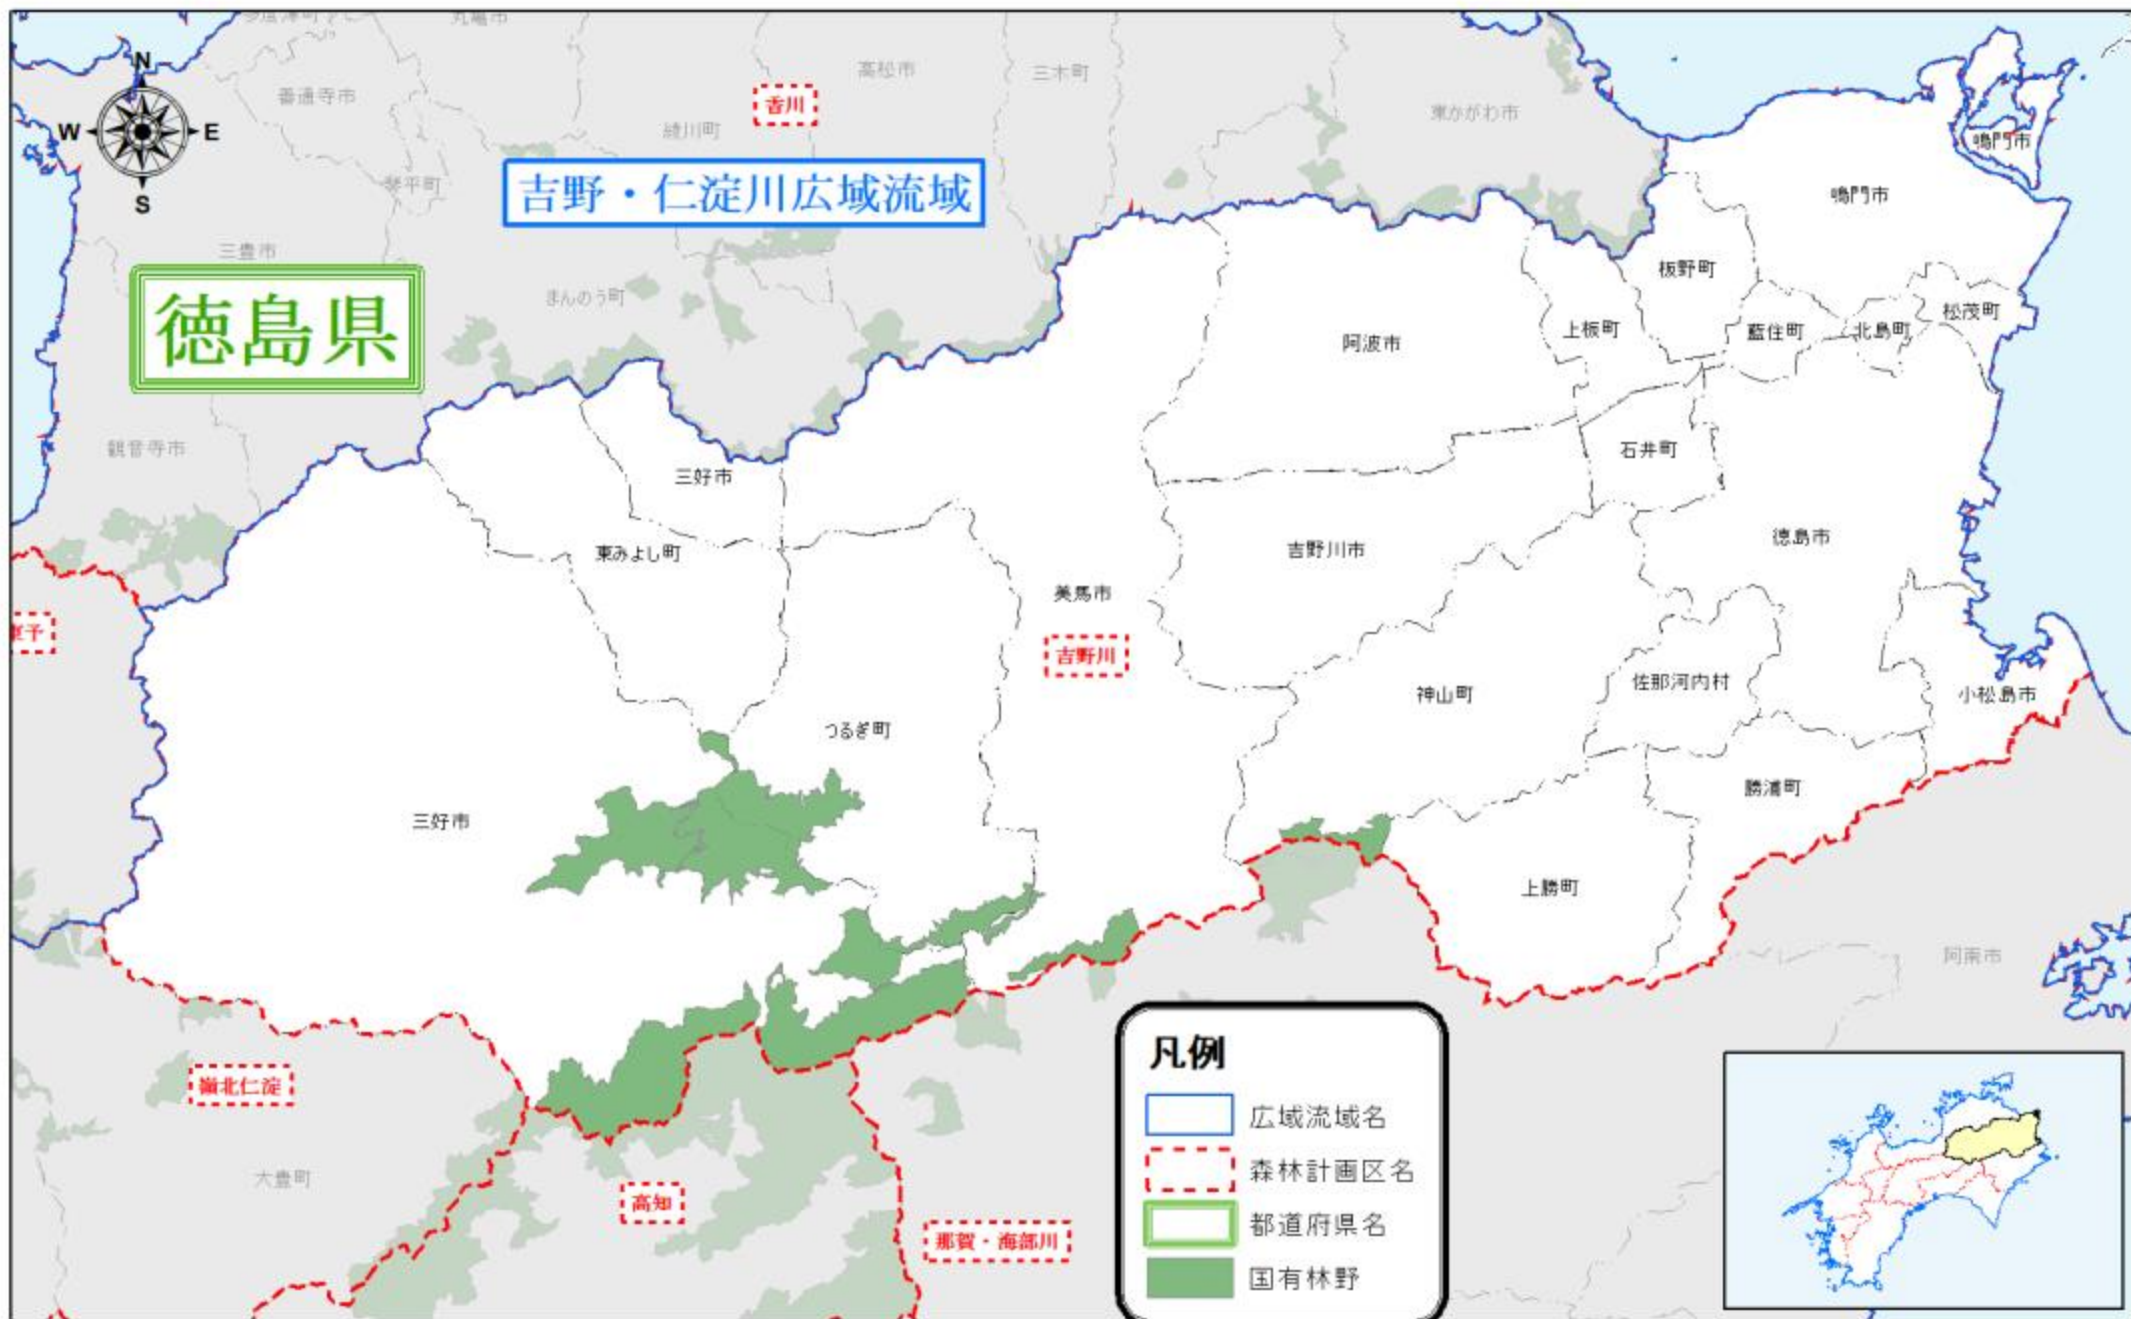 丸亀市
N
W
E
S
善通寺市
香川
高松市
三木町
綾川町
東かがわ市
鳴門市
琴平町
吉野・仁淀川広域流域
鳴門市
三豊市
まんのう町
板野町
徳島県
阿波市
上板町
藍住町
北島町
松茂町
観音寺市
三好市
石井町
東みよし町
吉野川市
徳島市
美馬市
吉野川
佐那河内村
神山町
小松島市
つるぎ町
三好市
勝浦町
上勝町
阿南市
凡例
広域流域名
森林計画区名
都道府県名
国有林野
嶺北仁淀
大豊町
高知
那賀・海部川